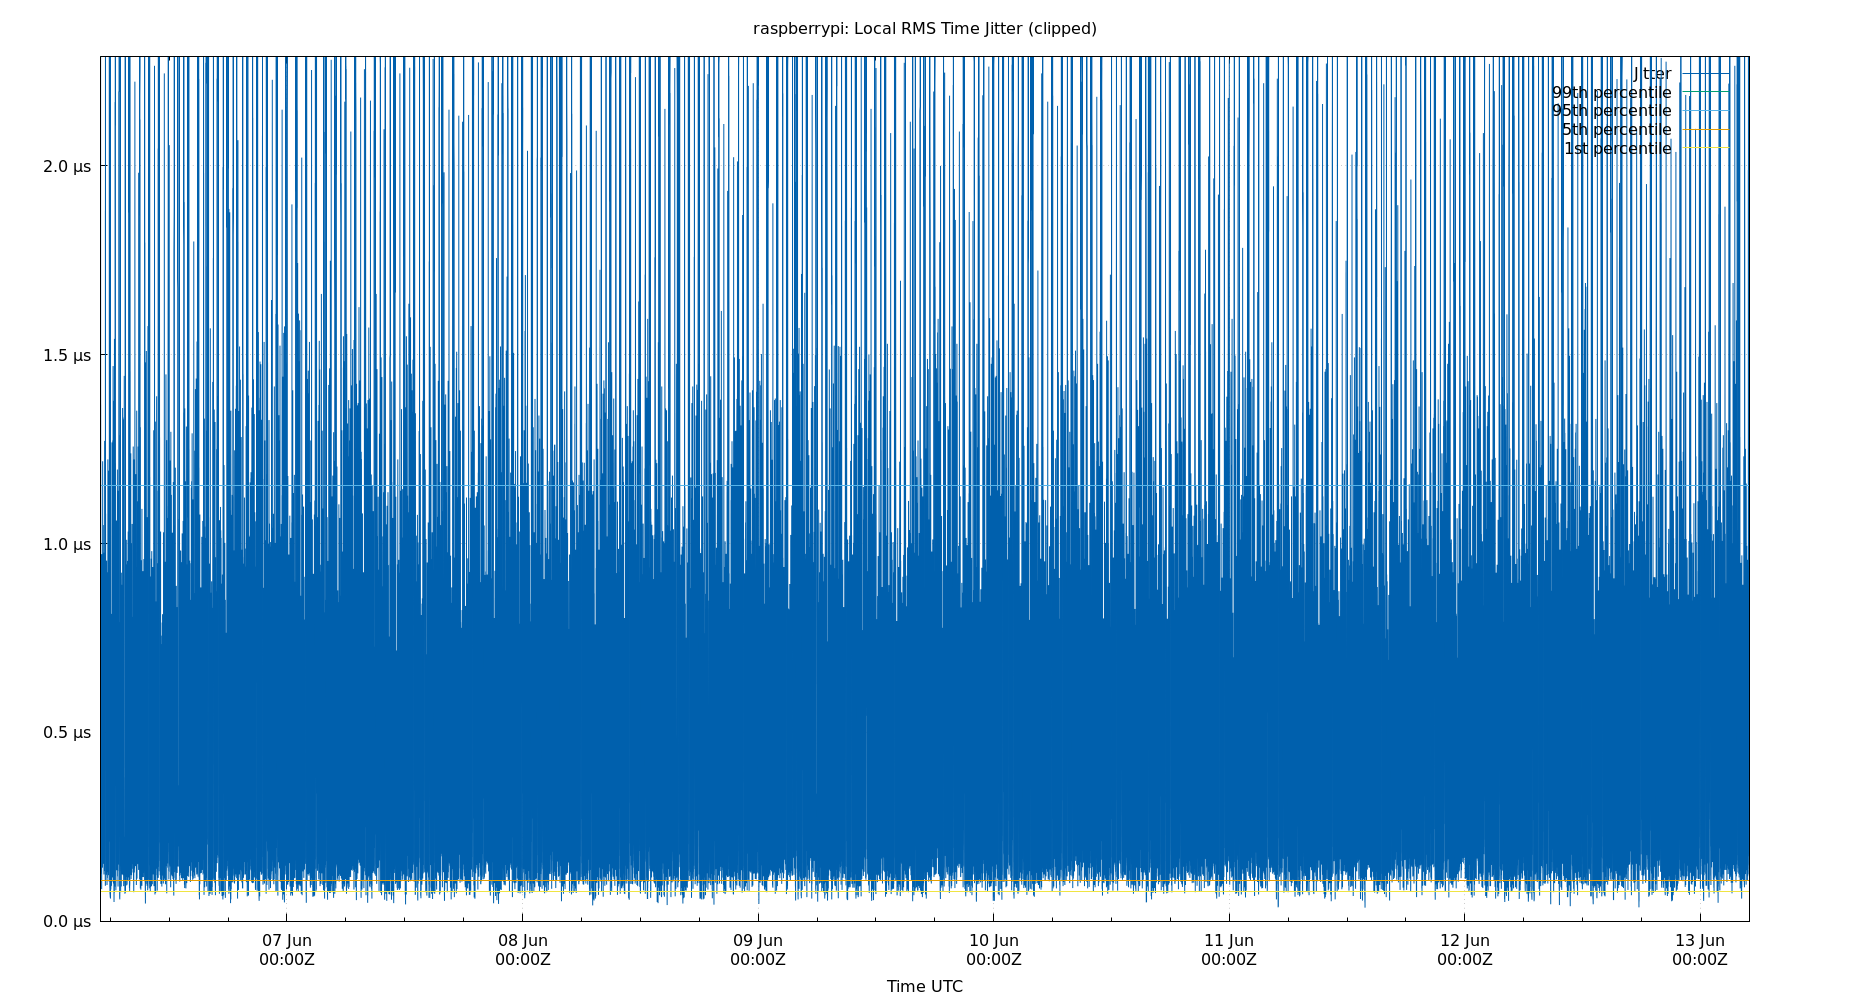 raspberrypi: Local RMS Time Jitter (clipped)
Jitter
99th percentile
95th percentile
5th percentile
1st percentile
2.0 µs
1.5 µs
1.0 µs
0.5 µs
0.0 µs
07 Jun 08 Jun 09 Jun 10 Jun 11 Jun 12 Jun 13 Jun
00:00Z 00:00Z 00:00Z 00:00Z 00:00Z 00:00Z 00:00Z
Time UTC